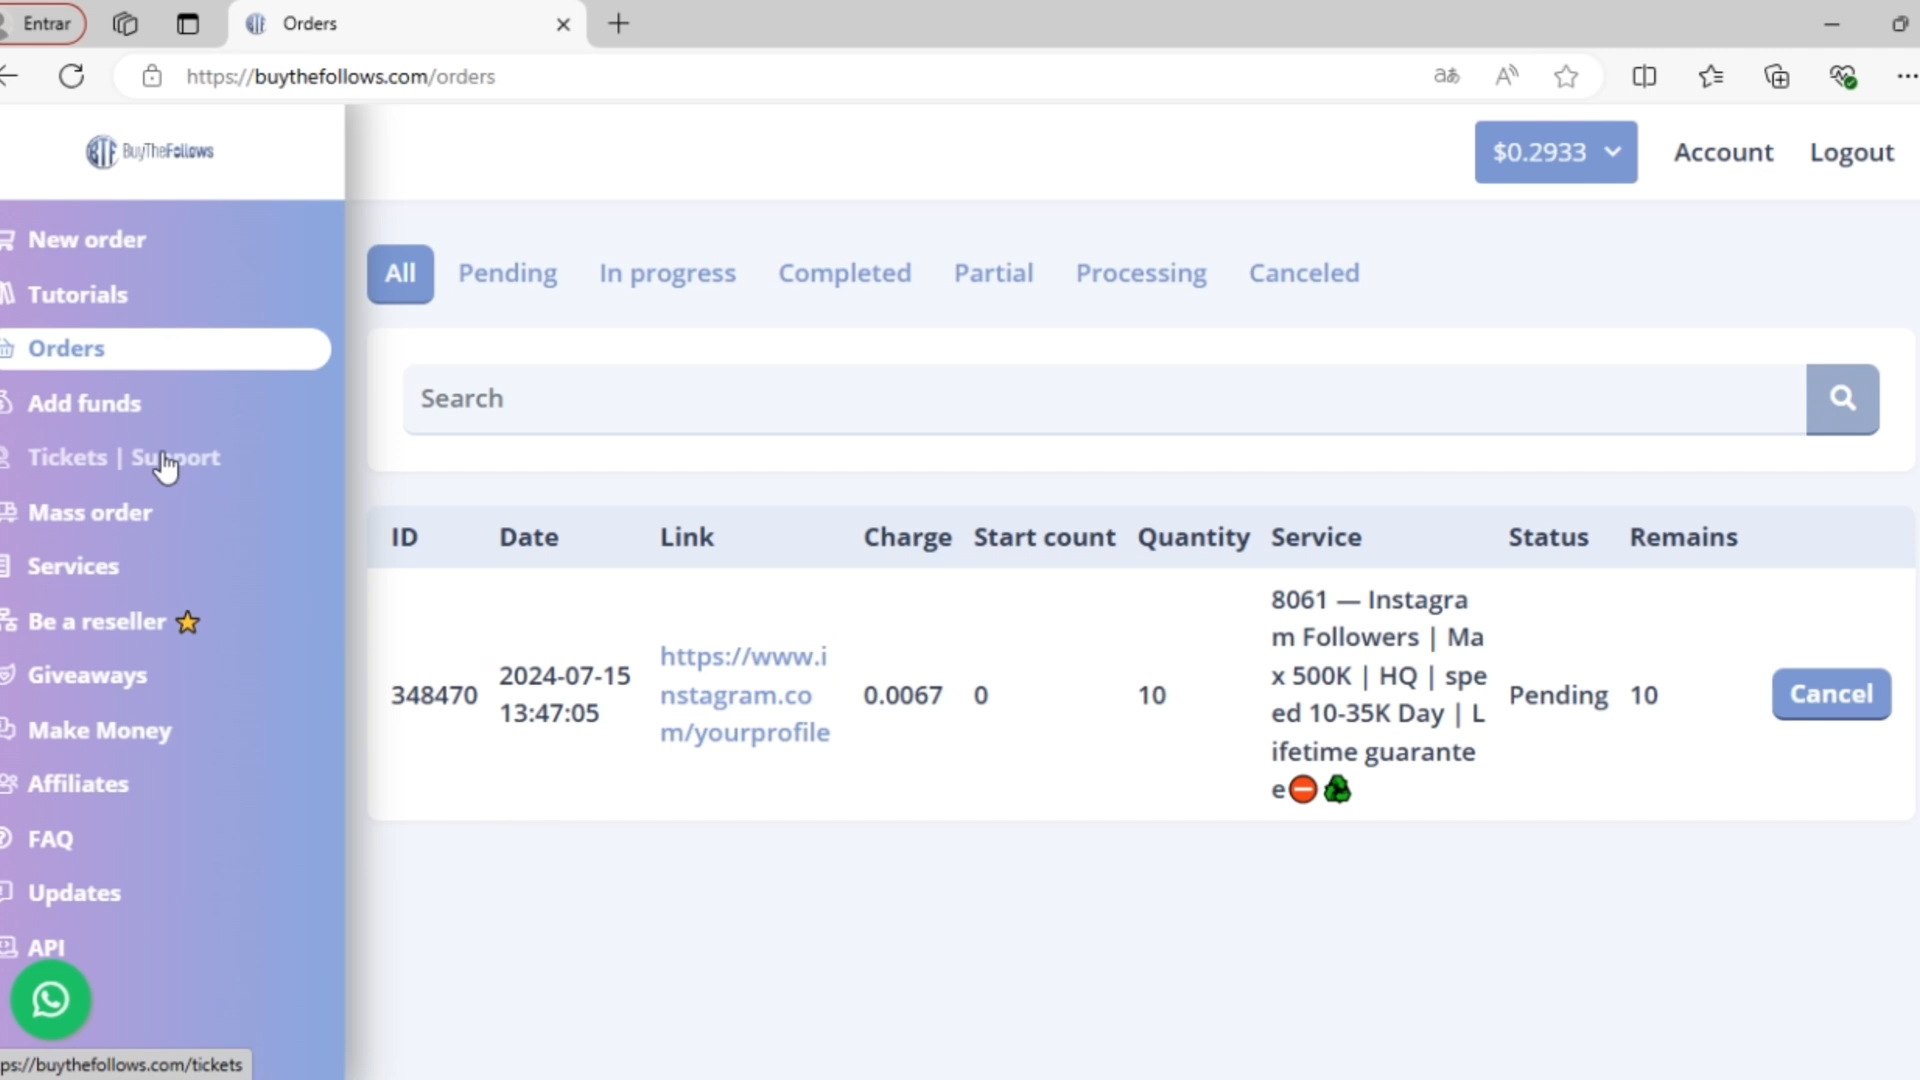 Entrar
Orders
https://buythefollows.com/orders
BTF BuyTheFollows
$0.2933
Account
Logout
New order
Tutorials
Orders
Add funds
Tickets | Support
Mass order
Services
Be a reseller ⭐
Giveaways
Make Money
Affiliates
FAQ
Updates
API
ps://buythefollows.com/tickets
All
Pending
In progress
Completed
Partial
Processing
Canceled
Search
ID Date Link Charge Start count Quantity Service Status Remains
348470
2024-07-15
13:47:05
https://www.i
nstagram.co
m/yourprofile
0.0067
0
10
8061 — Instagra
m Followers | Ma
x 500K | HQ | spe
ed 10-35K Day | L
ifetime guarante
e⛔♻
Pending
10
Cancel